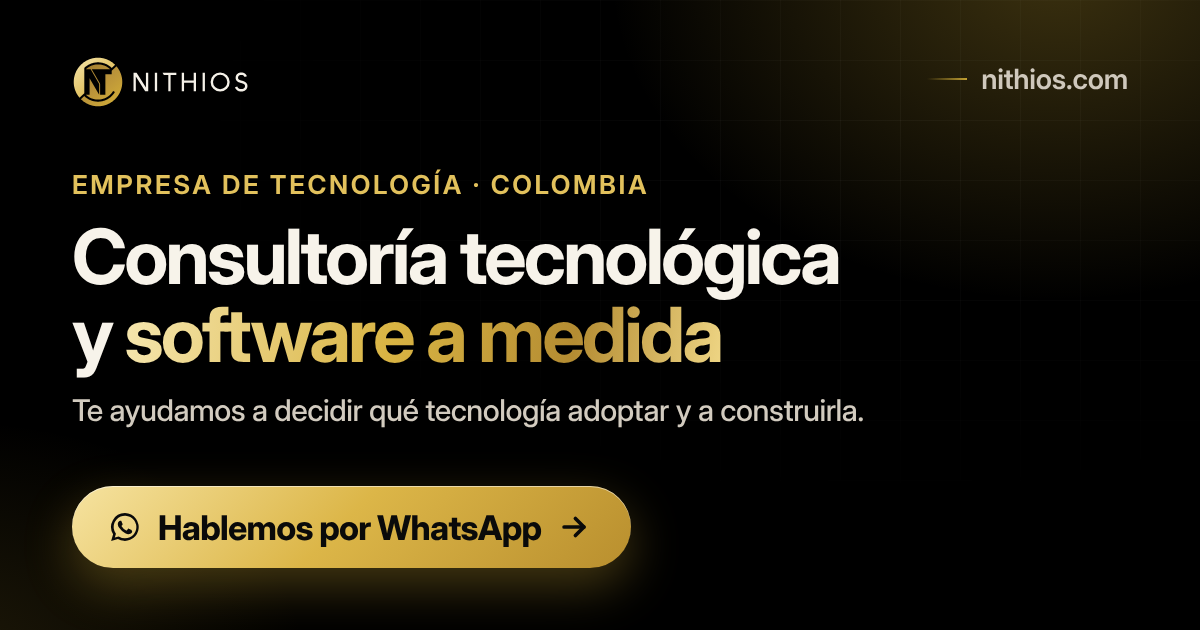 NITHIOS
nithios.com
EMPRESA DE TECNOLOGÍA · COLOMBIA
Consultoría tecnológica
y software a medida
Te ayudamos a decidir qué tecnología adoptar y a construirla.
Hablemos por WhatsApp →